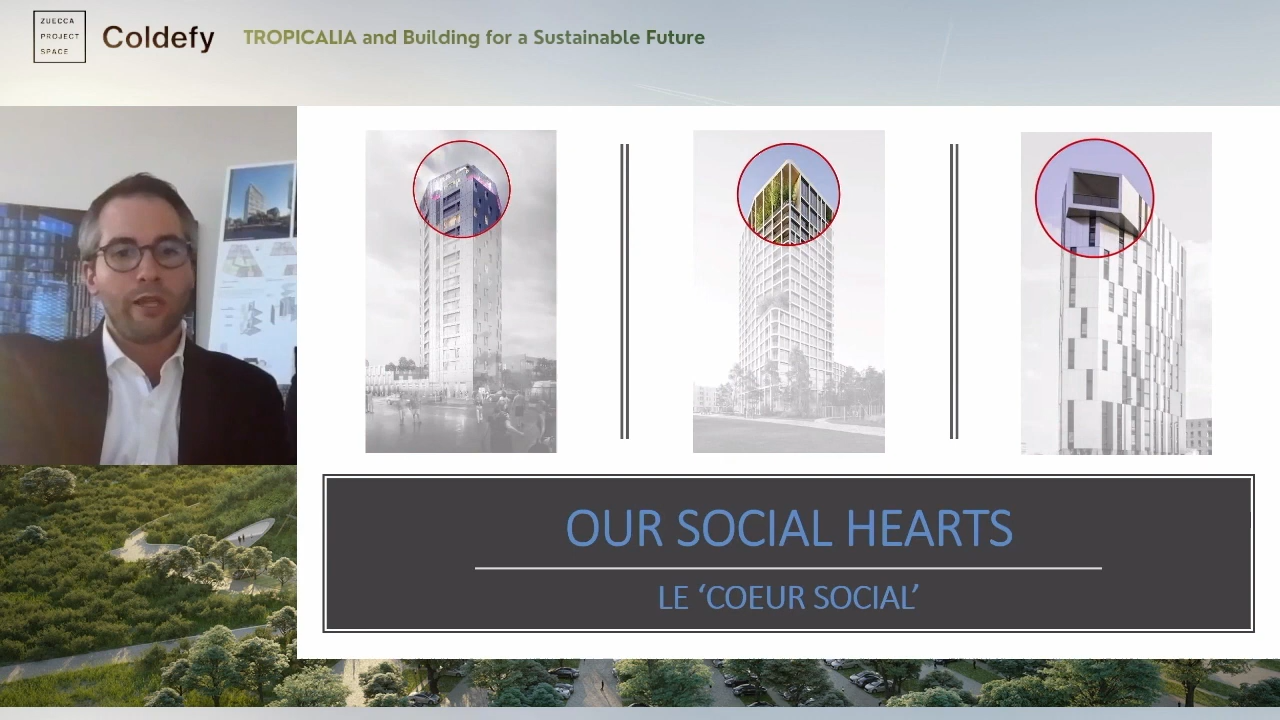 ZUECCA
PROJECT
SPACE
Coldefy
TROPICALIA and Building for a Sustainable Future
OUR SOCIAL HEARTS
LE ‘COEUR SOCIAL’